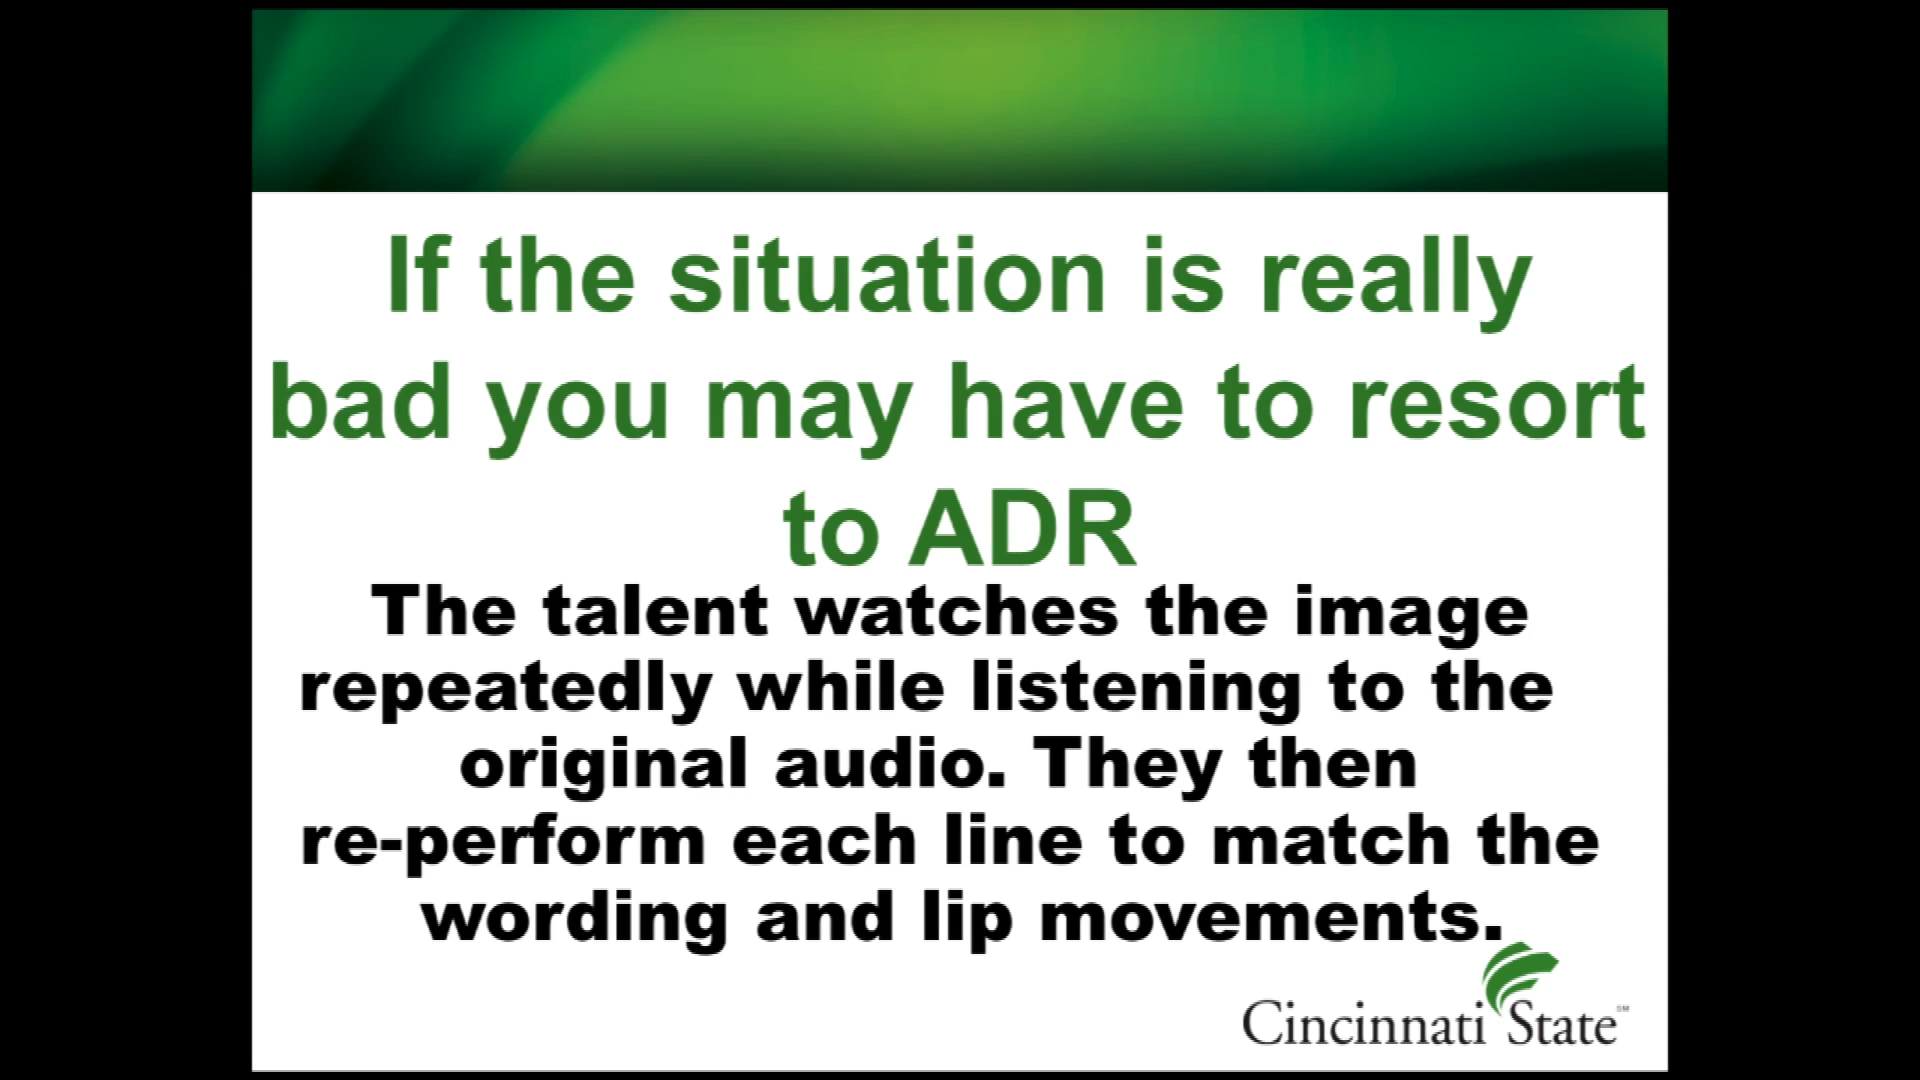 If the situation is really
bad you may have to resort
to ADR
The talent watches the image
repeatedly while listening to the
original audio. They then
re-perform each line to match the
wording and lip movements.
Cincinnati State℠